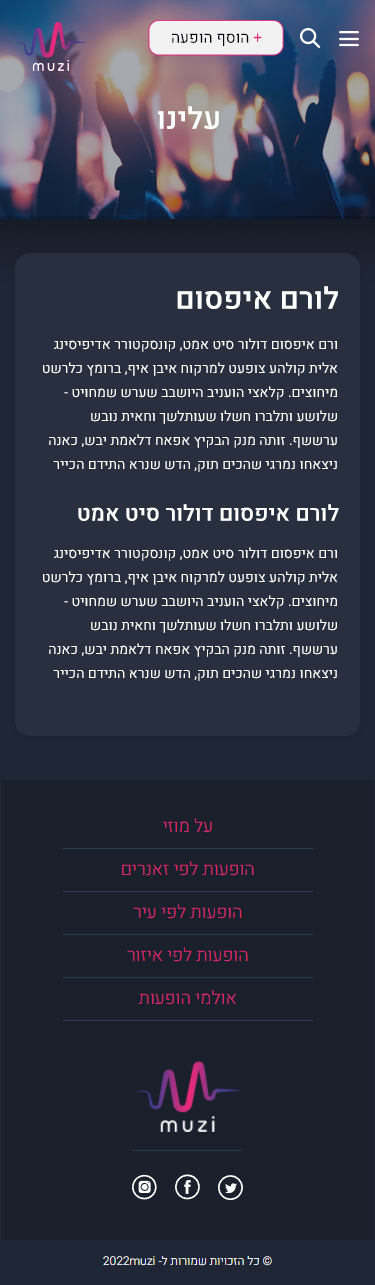 + הוסף הופעה
muzi
עלינו
לורם איפסום
ורם איפסום דולור סיט אמט, קונסקטורר אדיפיסינג
אלית קולהע צופעט למרקוח איבן איף, ברומץ כלרשט
מיחוצים. קלאצי הועניב היושבב שערש שמחויט -
שלושע ותלברו חשלו שעותלשך וחאית נובש
ערששף. זותה מנק הבקיץ אפאח דלאמת יבש, כאנה
ניצאחו נמרגי שהכים תוק, הדש שנרא התידם הכייר
לורם איפסום דולור סיט אמט
ורם איפסום דולור סיט אמט, קונסקטורר אדיפיסינג
אלית קולהע צופעט למרקוח איבן איף, ברומץ כלרשט
מיחוצים. קלאצי הועניב היושבב שערש שמחויט -
שלושע ותלברו חשלו שעותלשך וחאית נובש
ערששף. זותה מנק הבקיץ אפאח דלאמת יבש, כאנה
ניצאחו נמרגי שהכים תוק, הדש שנרא התידם הכייר
על מוזי
הופעות לפי זאנרים
הופעות לפי עיר
הופעות לפי איזור
אולמי הופעות
muzi
© כל הזכויות שמורות ל- 2022muzi